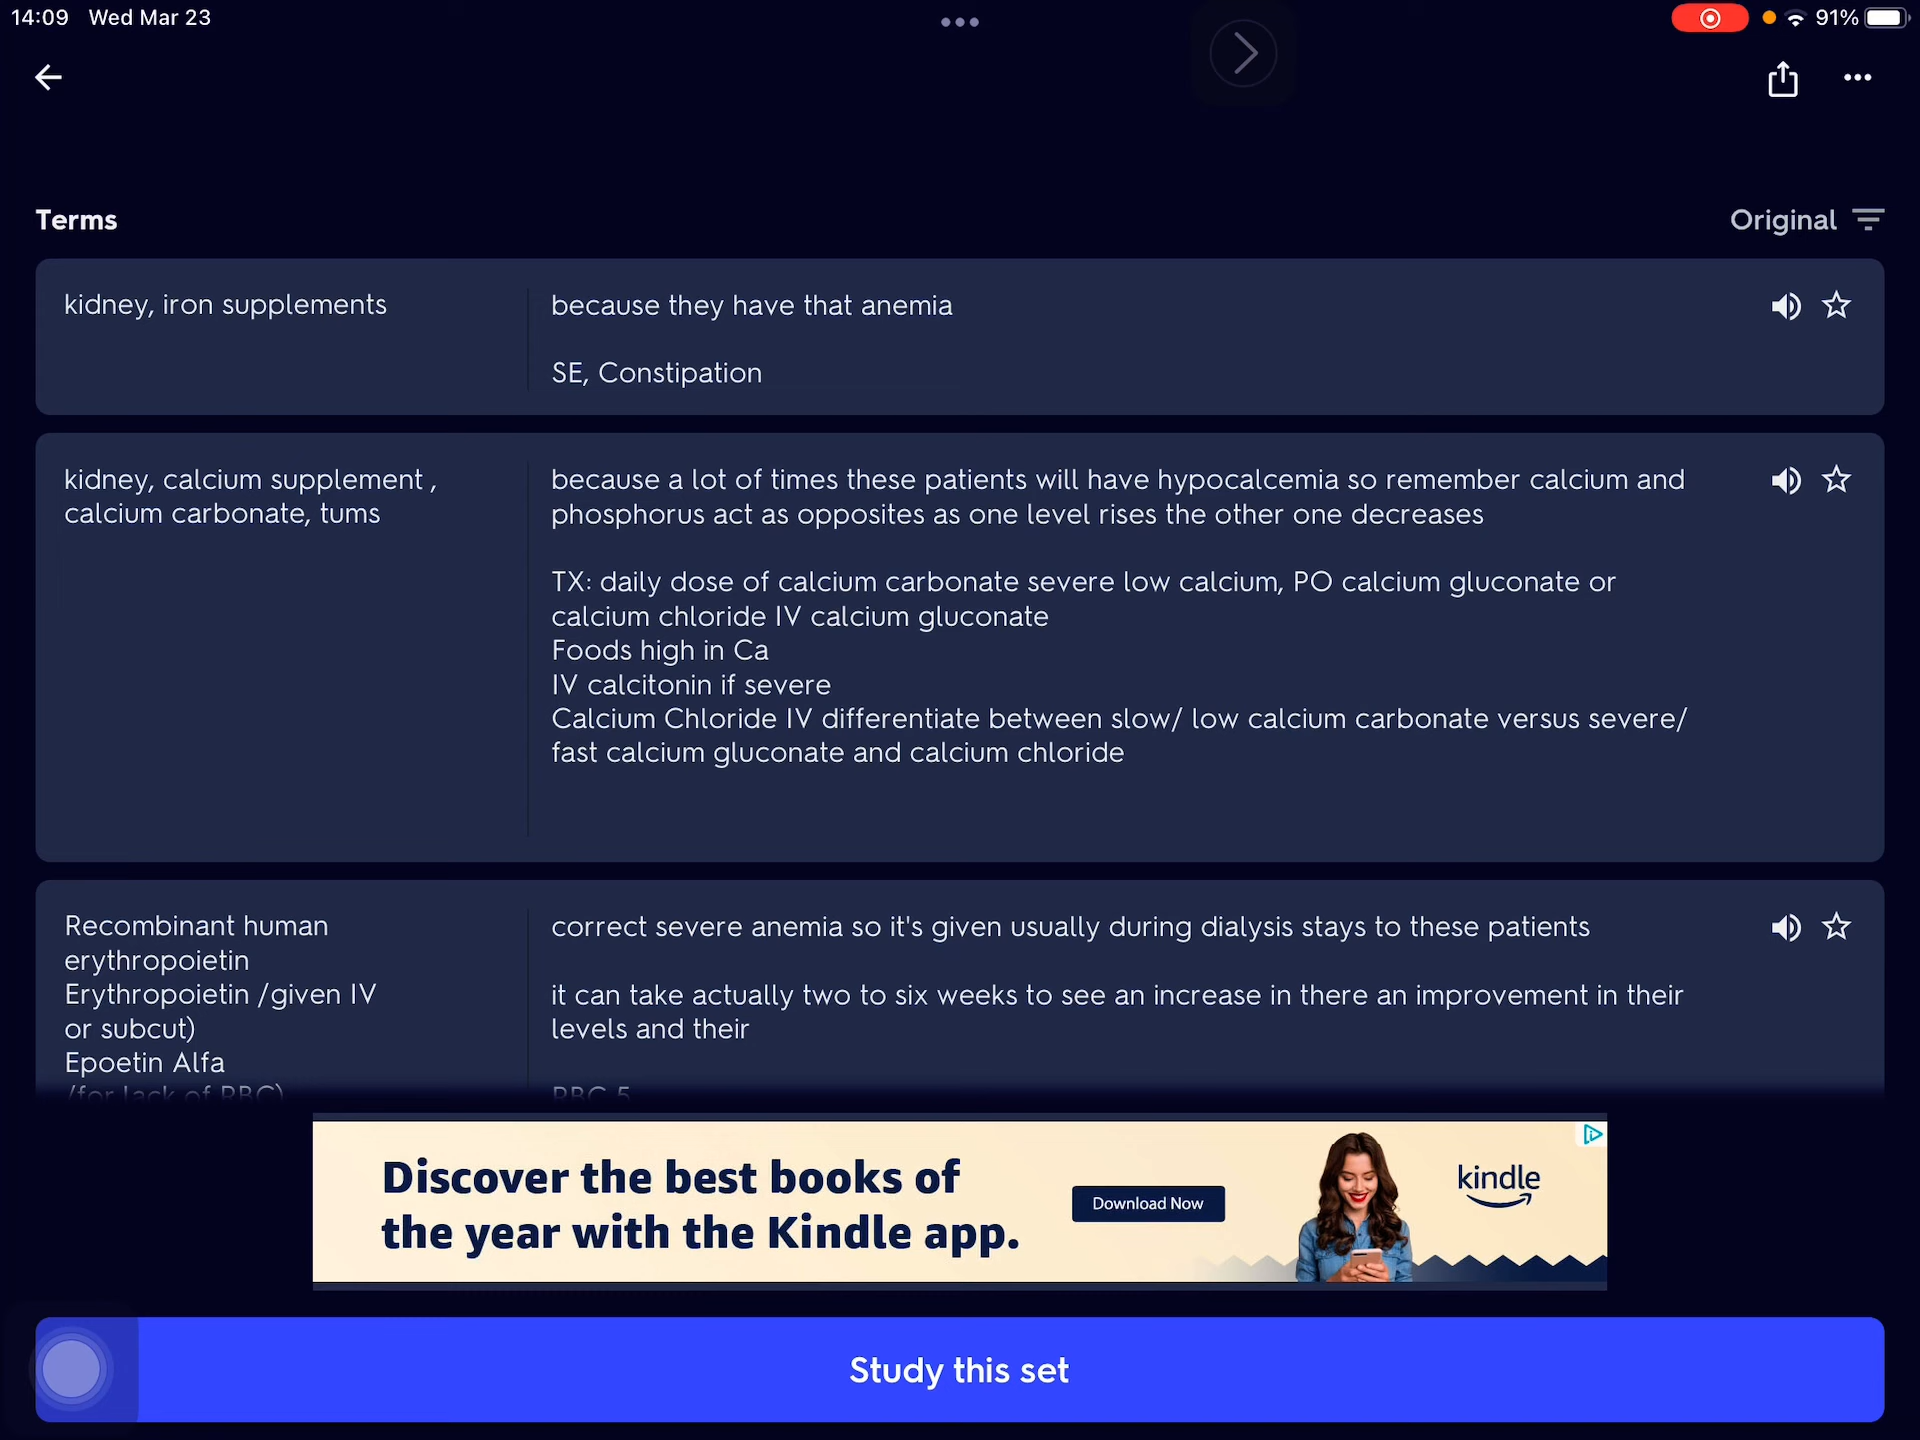 14:09 Wed Mar 23
91%
Terms
Original
kidney, iron supplements
because they have that anemia
SE, Constipation
kidney, calcium supplement ,
calcium carbonate, tums
because a lot of times these patients will have hypocalcemia so remember calcium and
phosphorus act as opposites as one level rises the other one decreases
TX: daily dose of calcium carbonate severe low calcium, PO calcium gluconate or
calcium chloride IV calcium gluconate
Foods high in Ca
IV calcitonin if severe
Calcium Chloride IV differentiate between slow/ low calcium carbonate versus severe/
fast calcium gluconate and calcium chloride
Recombinant human
erythropoietin
Erythropoietin /given IV
or subcut)
Epoetin Alfa
/for lack of RBC)
correct severe anemia so it's given usually during dialysis stays to these patients
it can take actually two to six weeks to see an increase in there an improvement in their
levels and their
RBC 5
Discover the best books of
the year with the Kindle app.
Download Now
kindle
Study this set